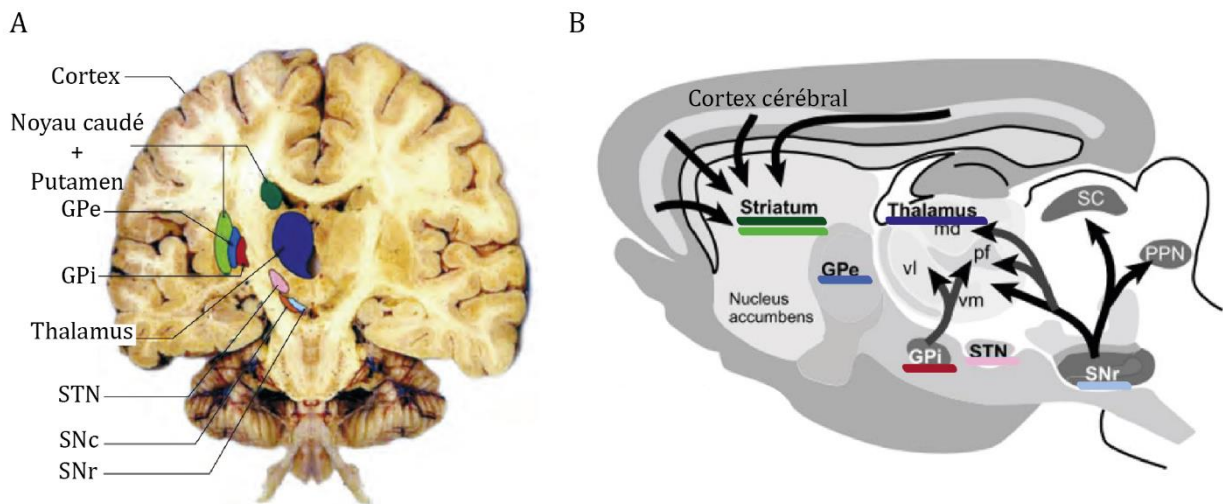 A
Cortex
Noyau caudé
+
Putamen
GPe
GPi
Thalamus
STN
SNc
SNr
B
Cortex cérébral
Striatum
Thalamus
md
SC
PPN
pf
vl
GPe
vm
Nucleus
accumbens
GPi
STN
SNr